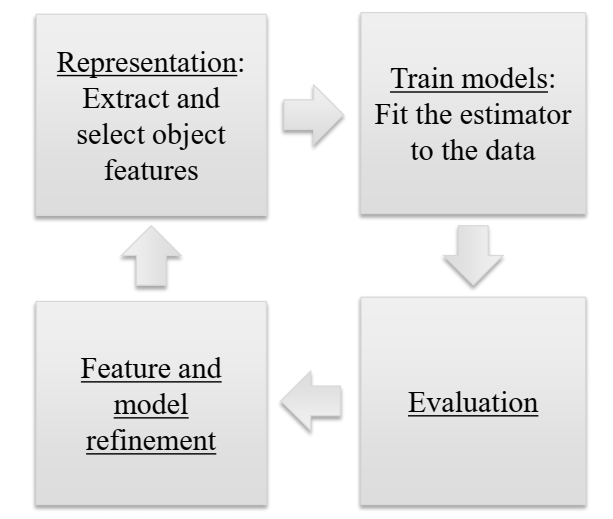 Representation:
Extract and
select object
features
Train models:
Fit the estimator
to the data
Feature and
model
refinement
Evaluation